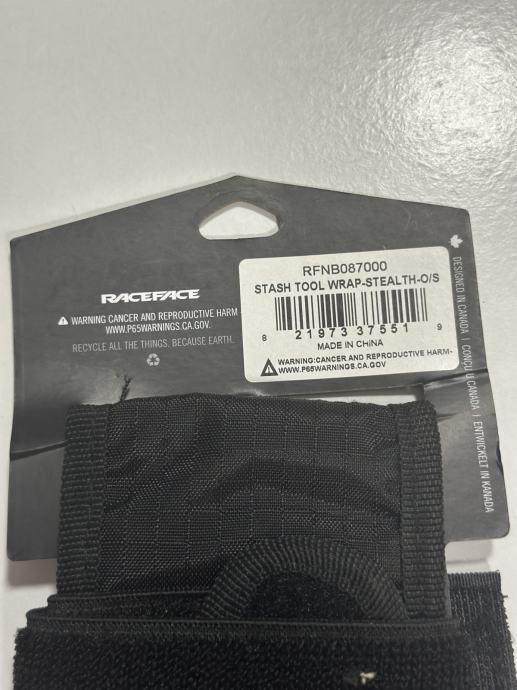 RACEFACE
WARNING CANCER AND REPRODUCTIVE HARM
WWW.P65WARNINGS.CA.GOV.
RECYCLE ALL THE THINGS. BECAUSE EARTH.
RFNB087000
STASH TOOL WRAP-STEALTH-O/S
8 21973 37551 9
MADE IN CHINA
WARNING:CANCER AND REPRODUCTIVE HARM-
WWW.P65WARNINGS.CA.GOV
DESIGNED IN CANADA | CONÇU AU CANADA | ENTWICKELT IN KANADA